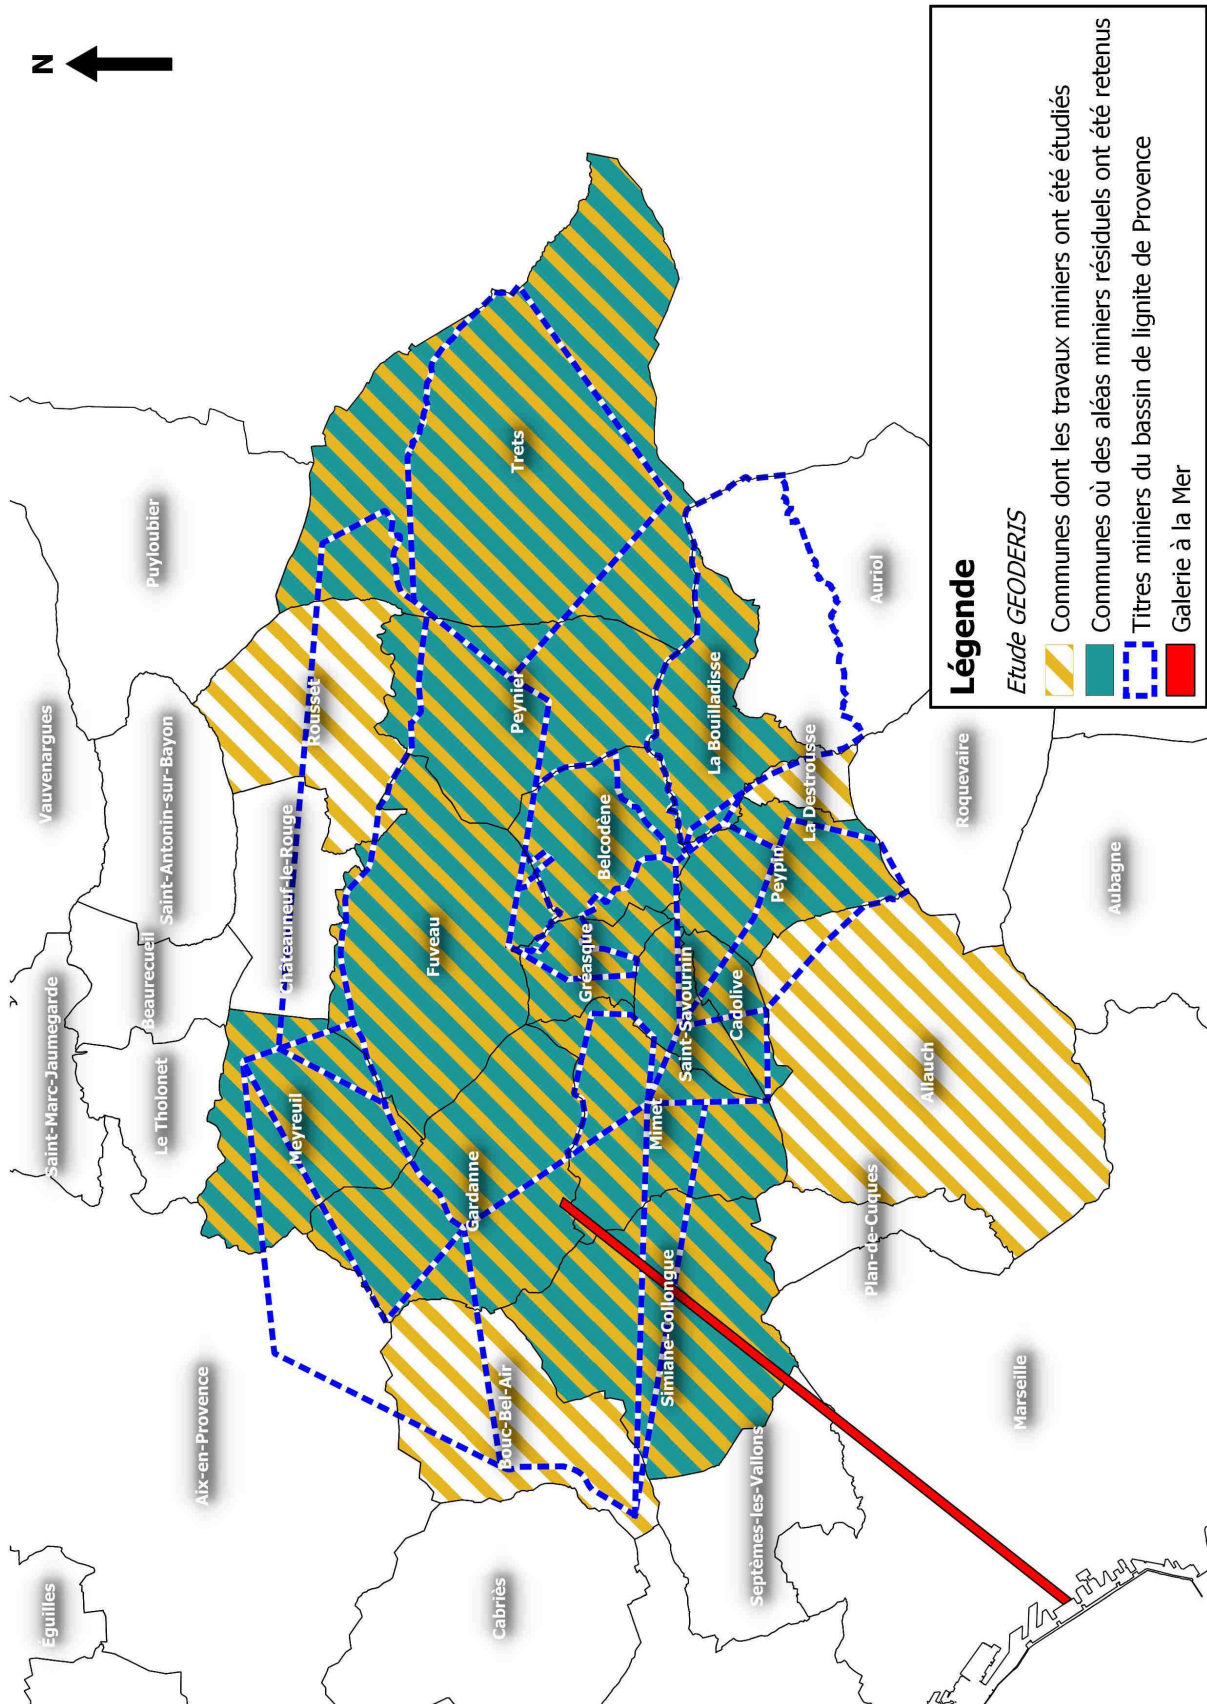 N
Éguilles
Aix-en-Provence
Saint-Marc-Jaumegarde
Le Tholonet
Beaurecueil
Saint-Antonin-sur-Bayon
Vauvenargues
Puyloubier
Châteauneuf-le-Rouge
Rousset
Meyreuil
Fuveau
Trets
Peynier
Gardanne
Bouc-Bel-Air
Cabriès
Gréasque
Belcodène
Mimet
Saint-Savournin
Cadolive
Simiane-Collongue
La Bouilladisse
Peypin
La Destrousse
Septèmes-les-Vallons
Plan-de-Cuques
Allauch
Auriol
Roquevaire
Marseille
Aubagne
Légende
Etude GEODERIS
Communes dont les travaux miniers ont été étudiés
Communes où des aléas miniers résiduels ont été retenus
Titres miniers du bassin de lignite de Provence
Galerie à la Mer